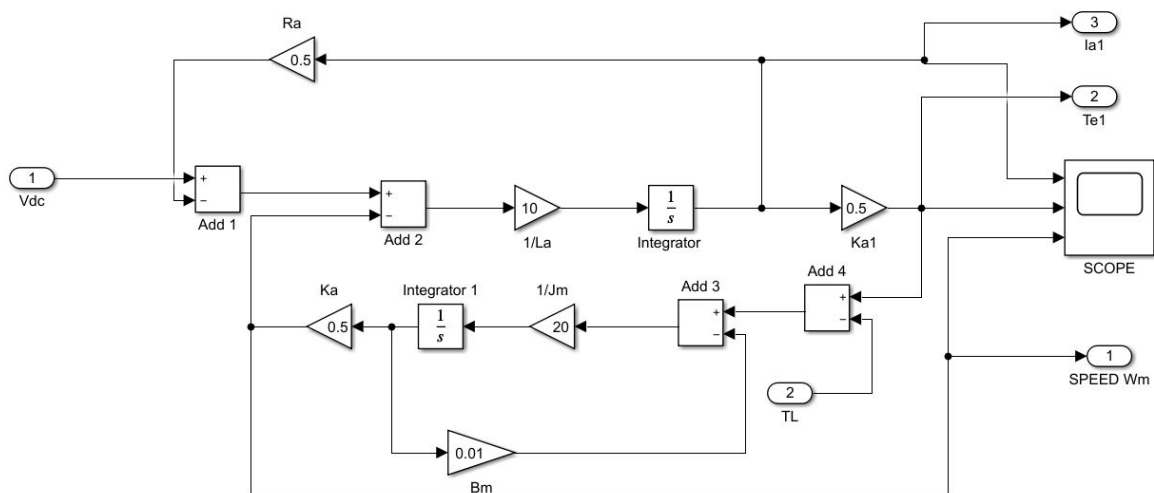 Ra
0.5
3
Ia1
2
Te1
1
Vdc
+
−
Add 1
+
−
Add 2
10
1/La
1
s
Integrator
0.5
Ka1
SCOPE
Ka
0.5
Integrator 1
1
s
1/Jm
20
Add 3
+
−
Add 4
+
−
2
TL
1
SPEED Wm
0.01
Bm